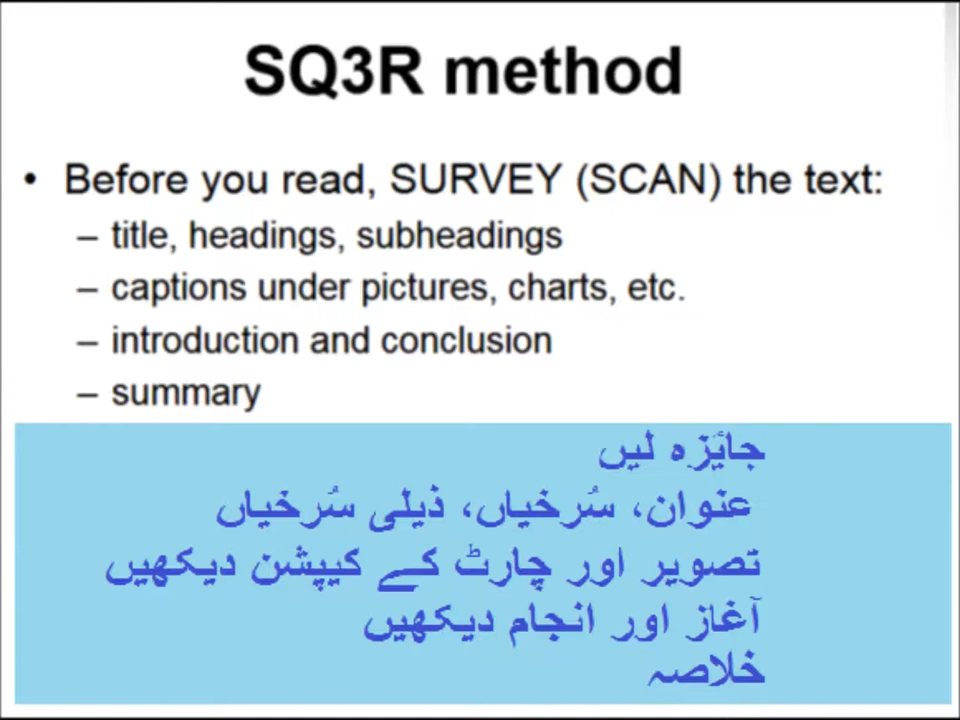 SQ3R method
• Before you read, SURVEY (SCAN) the text:
– title, headings, subheadings
– captions under pictures, charts, etc.
– introduction and conclusion
– summary
جائزہ لیں
عنوان، سُرخیاں، ذیلی سُرخیاں
تصویر اور چارٹ کے کیپشن دیکھیں
آغاز اور انجام دیکھیں
خلاصہ